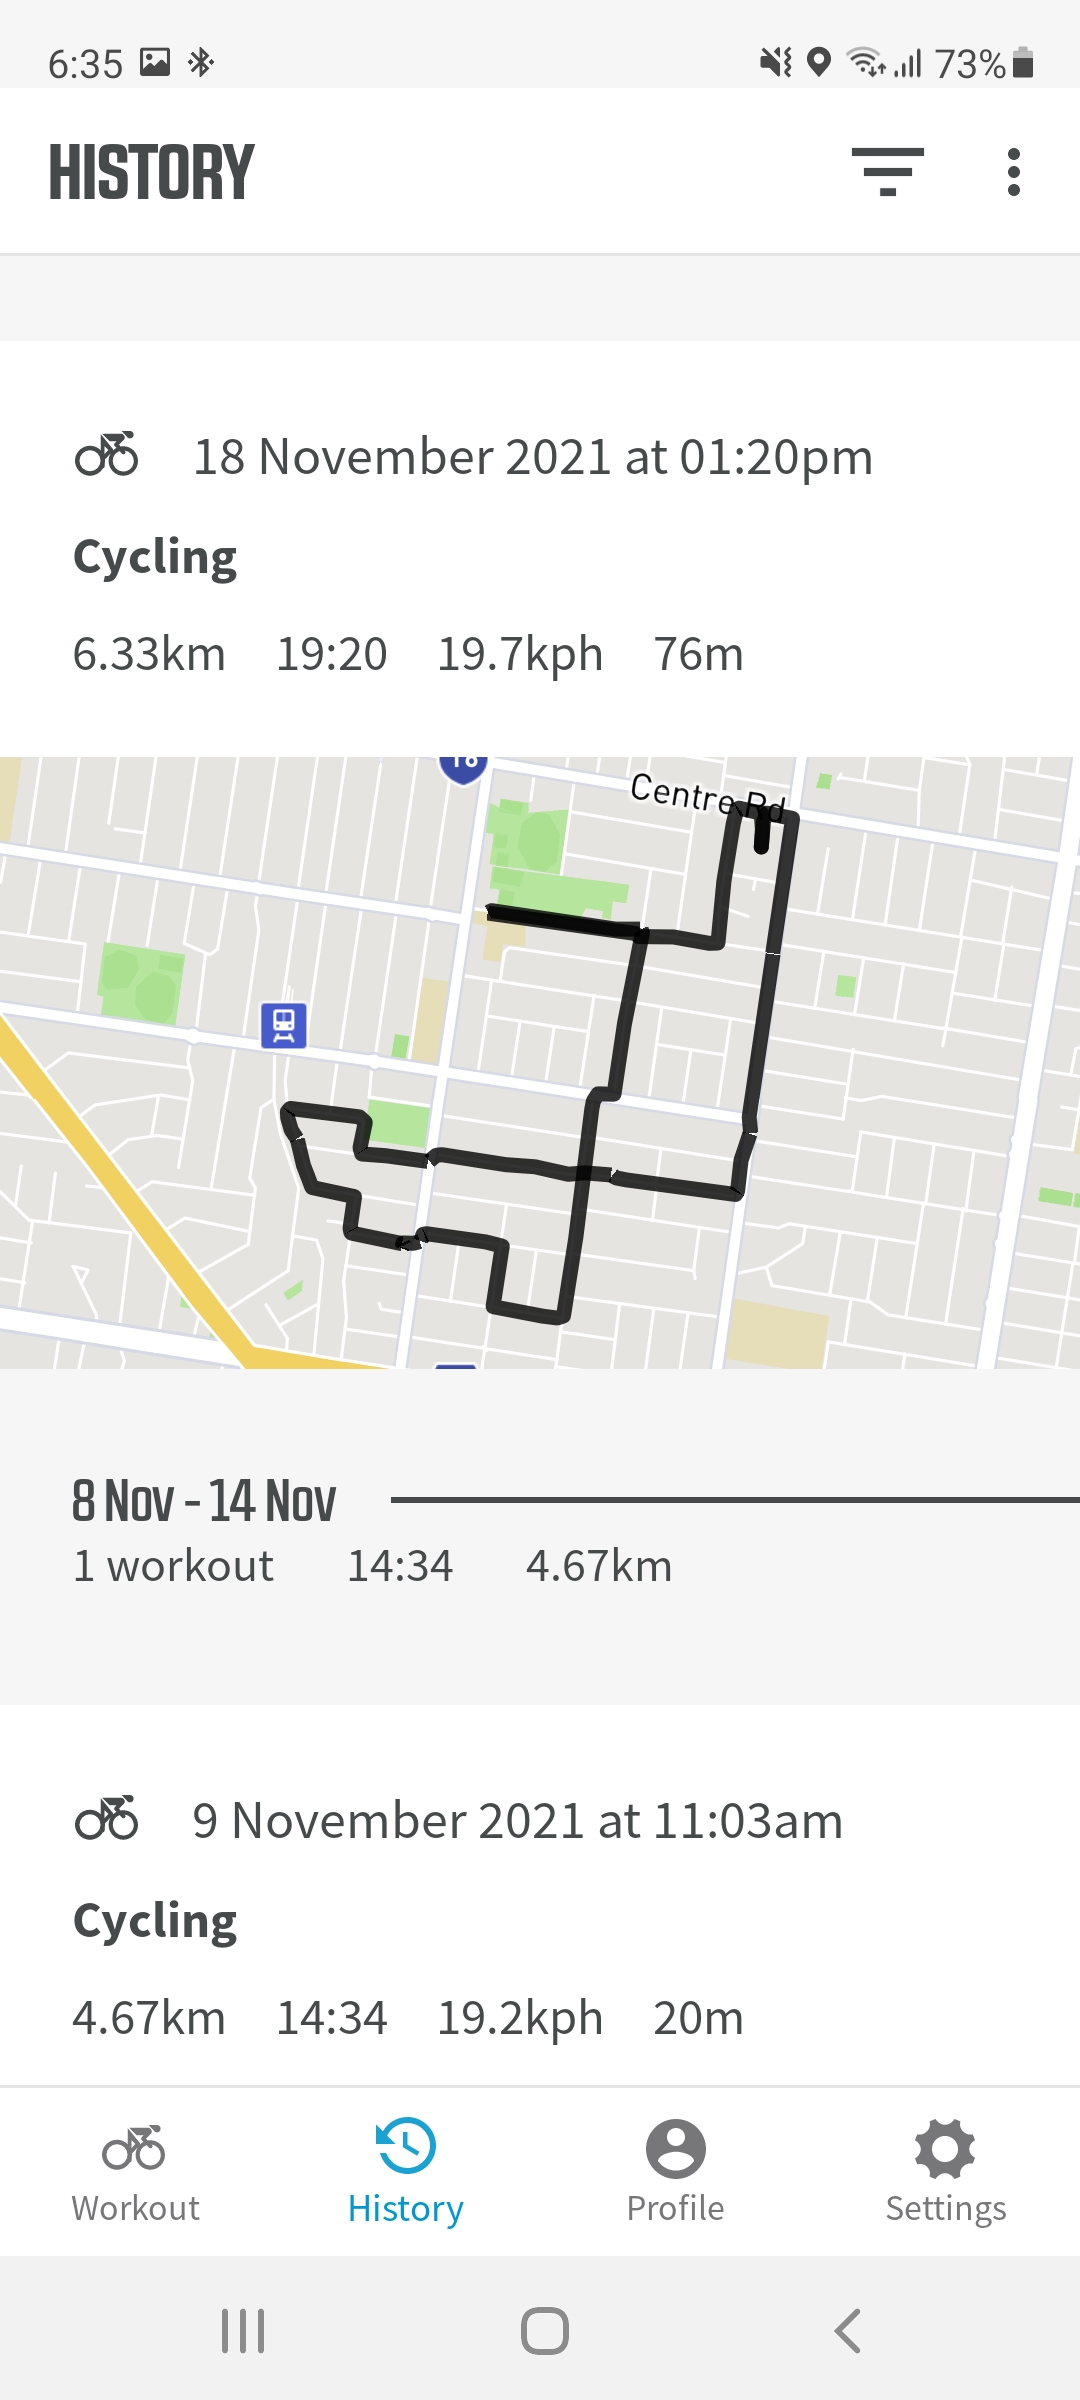 6:35 73%
HISTORY
18 November 2021 at 01:20pm
Cycling
6.33km 19:20 19.7kph 76m
Centre Rd
8 Nov - 14 Nov
1 workout 14:34 4.67km
9 November 2021 at 11:03am
Cycling
4.67km 14:34 19.2kph 20m
Workout History Profile Settings